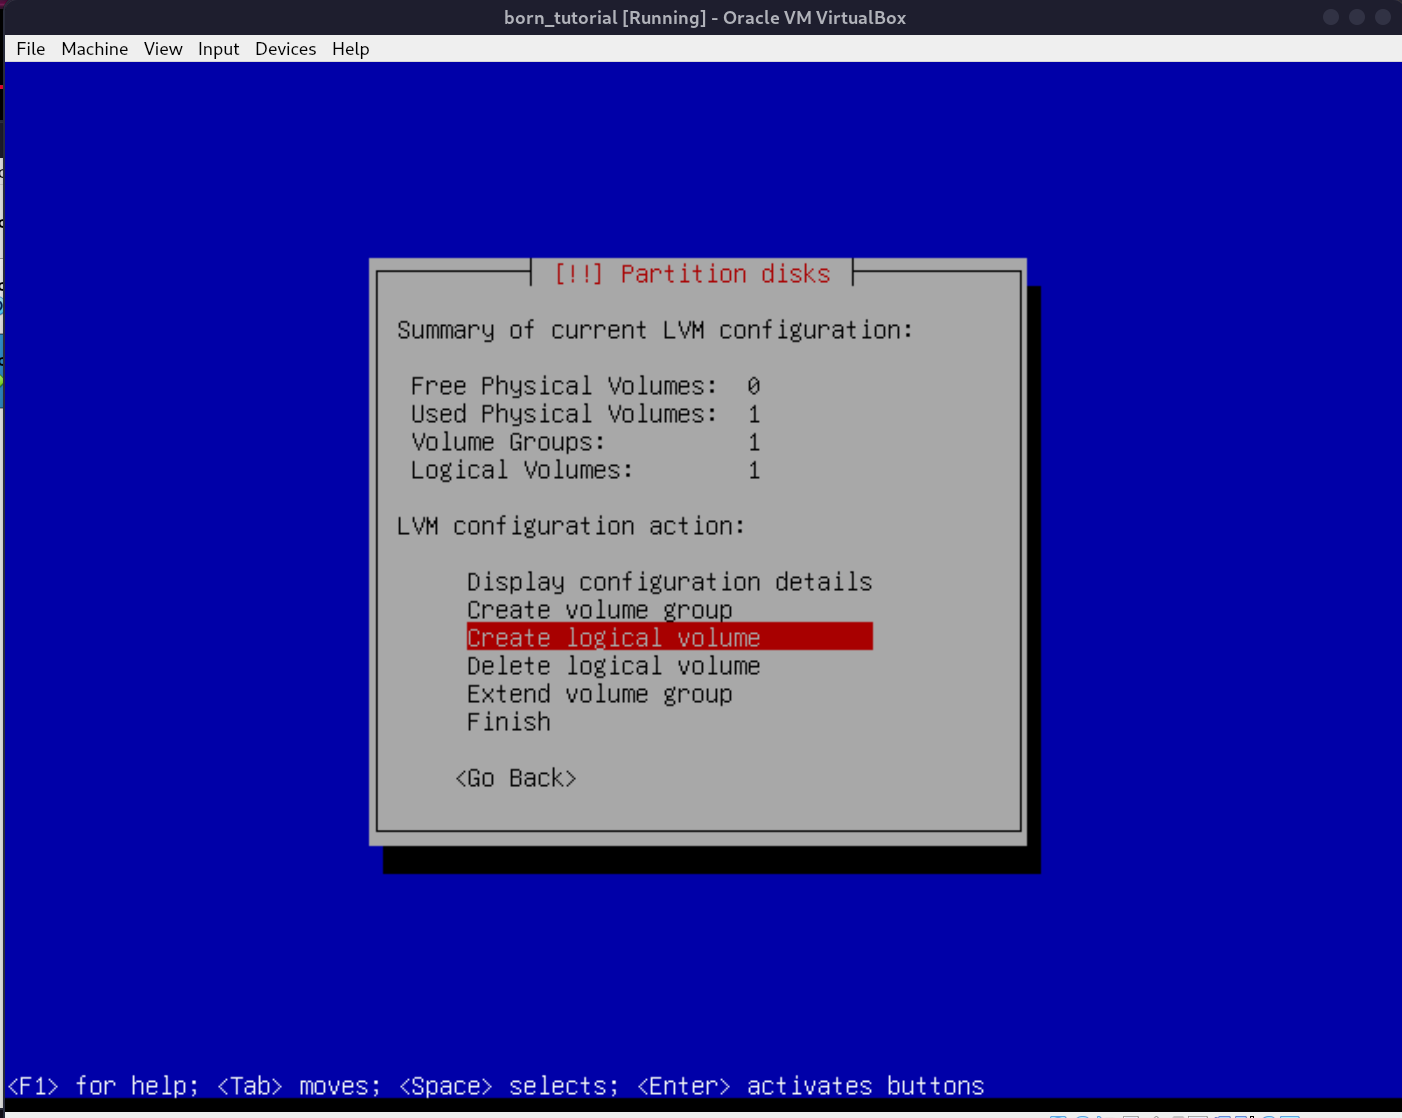 born_tutorial [Running] - Oracle VM VirtualBox
File Machine View Input Devices Help
[!!] Partition disks
Summary of current LVM configuration:
Free Physical Volumes: 0
Used Physical Volumes: 1
Volume Groups: 1
Logical Volumes: 1
LVM configuration action:
Display configuration details
Create volume group
Create logical volume
Delete logical volume
Extend volume group
Finish
<Go Back>
<F1> for help; <Tab> moves; <Space> selects; <Enter> activates buttons